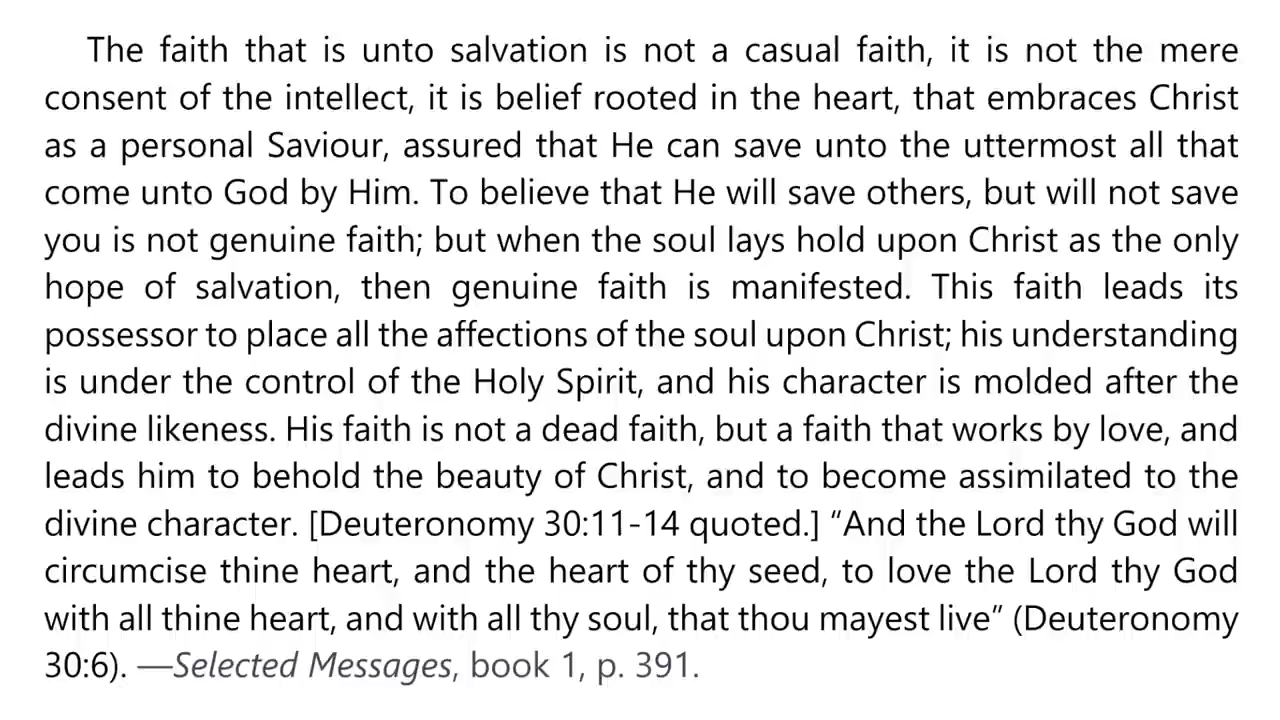 The faith that is unto salvation is not a casual faith, it is not the mere
consent of the intellect, it is belief rooted in the heart, that embraces Christ
as a personal Saviour, assured that He can save unto the uttermost all that
come unto God by Him. To believe that He will save others, but will not save
you is not genuine faith; but when the soul lays hold upon Christ as the only
hope of salvation, then genuine faith is manifested. This faith leads its
possessor to place all the affections of the soul upon Christ; his understanding
is under the control of the Holy Spirit, and his character is molded after the
divine likeness. His faith is not a dead faith, but a faith that works by love, and
leads him to behold the beauty of Christ, and to become assimilated to the
divine character. [Deuteronomy 30:11-14 quoted.] “And the Lord thy God will
circumcise thine heart, and the heart of thy seed, to love the Lord thy God
with all thine heart, and with all thy soul, that thou mayest live” (Deuteronomy
30:6). —Selected Messages, book 1, p. 391.